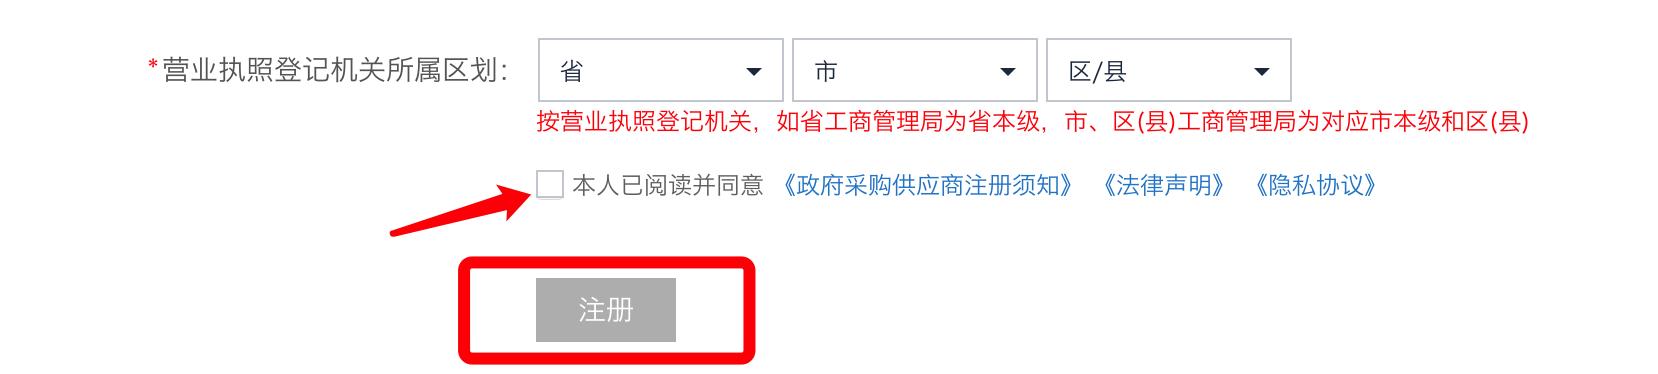 *营业执照登记机关所属区划： 省 市 区/县
按营业执照登记机关，如省工商管理局为省本级，市、区(县)工商管理局为对应市本级和区(县)
本人已阅读并同意 《政府采购供应商注册须知》 《法律声明》 《隐私协议》
注册